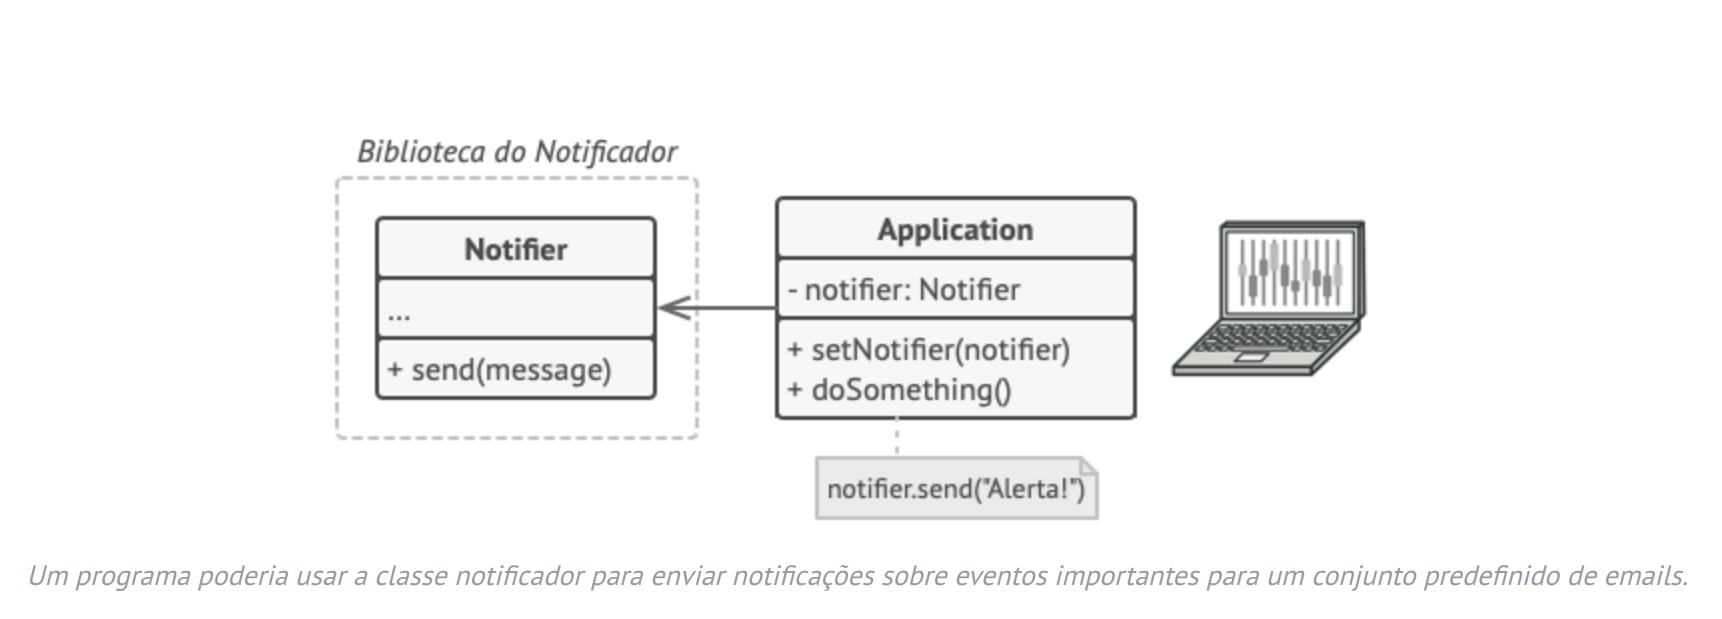 Biblioteca do Notificador
Notifier
...
+ send(message)
Application
- notifier: Notifier
+ setNotifier(notifier)
+ doSomething()
notifier.send("Alerta!")
Um programa poderia usar a classe notificador para enviar notificações sobre eventos importantes para um conjunto predefinido de emails.